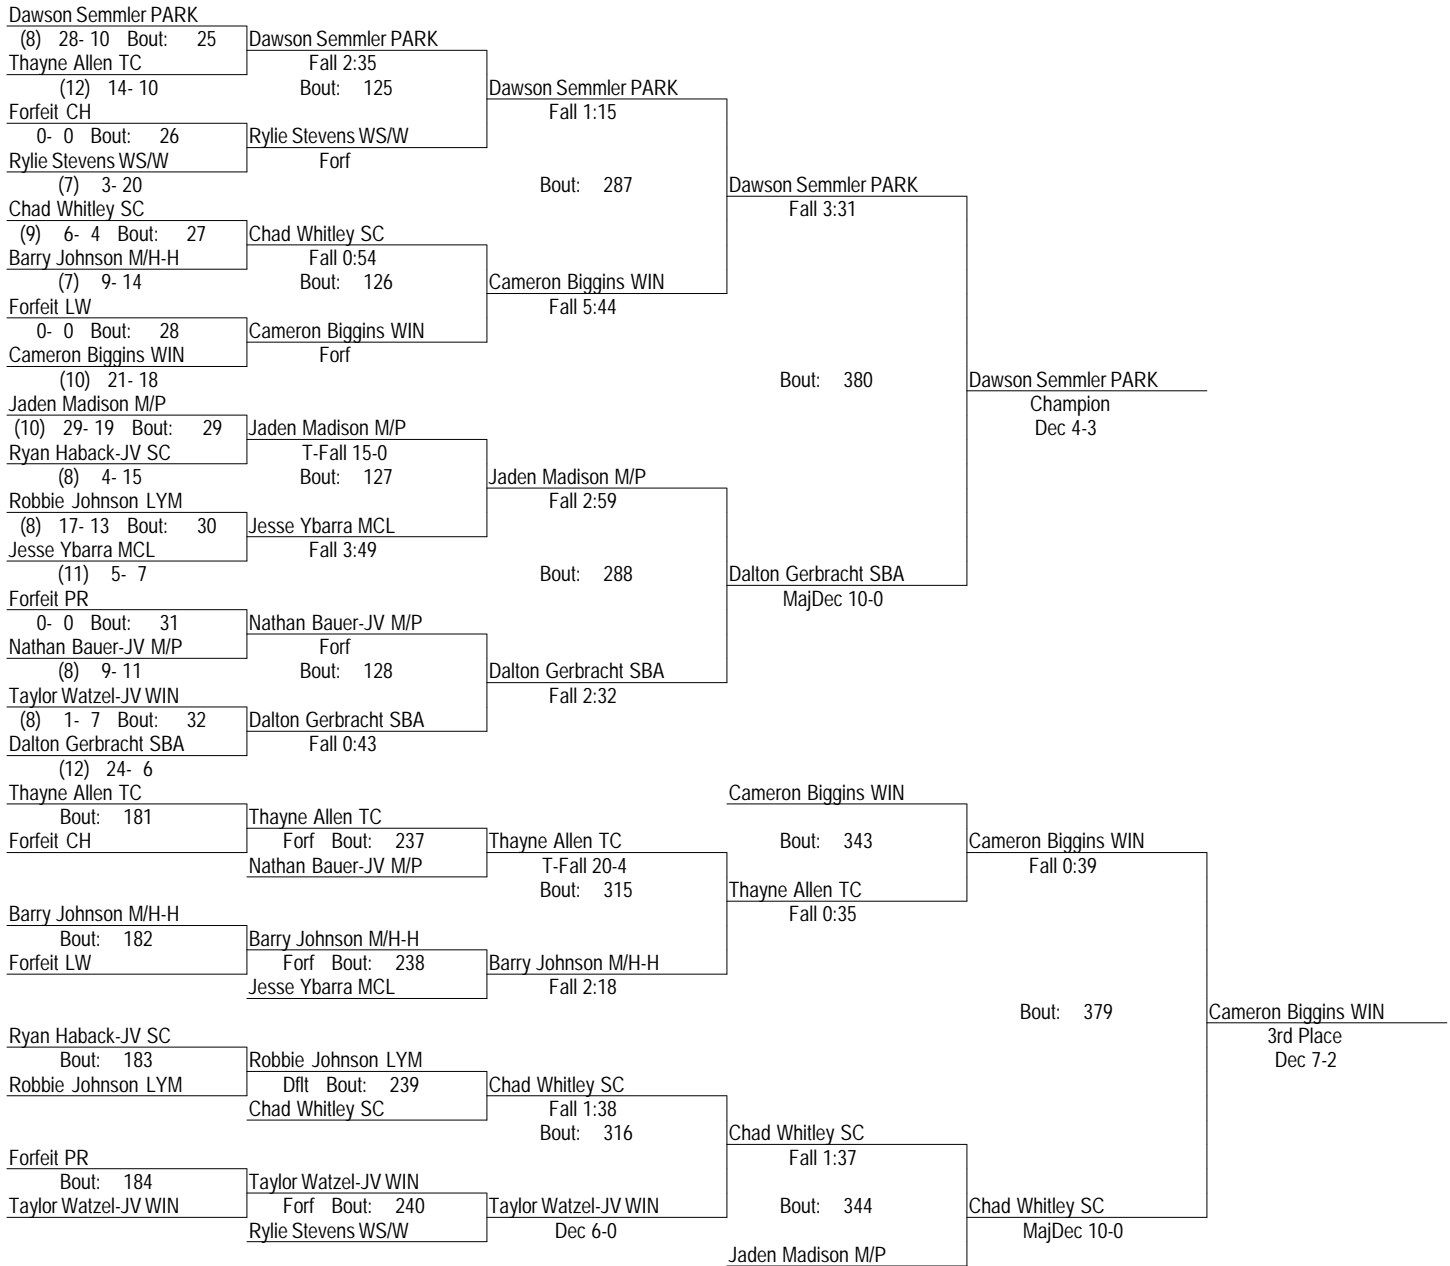 Dawson Semmler PARK
(8) 28- 10 Bout: 25 Dawson Semmler PARK
Thayne Allen TC Fall 2:35
(12) 14- 10 Bout: 125 Dawson Semmler PARK
Forfeit CH Fall 1:15
0- 0 Bout: 26 Rylie Stevens WS/W
Rylie Stevens WS/W Forf
(7) 3- 20 Bout: 287 Dawson Semmler PARK
Chad Whitley SC Fall 3:31
(9) 6- 4 Bout: 27 Chad Whitley SC
Barry Johnson M/H-H Fall 0:54
(7) 9- 14 Bout: 126 Cameron Biggins WIN
Forfeit LW Fall 5:44
0- 0 Bout: 28 Cameron Biggins WIN
Cameron Biggins WIN Forf
(10) 21- 18 Bout: 380 Dawson Semmler PARK
Jaden Madison M/P Champion
(10) 29- 19 Bout: 29 Jaden Madison M/P Dec 4-3
Ryan Haback-JV SC T-Fall 15-0
(8) 4- 15 Bout: 127 Jaden Madison M/P
Robbie Johnson LYM Fall 2:59
(8) 17- 13 Bout: 30 Jesse Ybarra MCL
Jesse Ybarra MCL Fall 3:49
(11) 5- 7 Bout: 288 Dalton Gerbracht SBA
Forfeit PR MajDec 10-0
0- 0 Bout: 31 Nathan Bauer-JV M/P
Nathan Bauer-JV M/P Forf
(8) 9- 11 Bout: 128 Dalton Gerbracht SBA
Taylor Watzel-JV WIN Fall 2:32
(8) 1- 7 Bout: 32 Dalton Gerbracht SBA
Dalton Gerbracht SBA Fall 0:43
(12) 24- 6
Thayne Allen TC Cameron Biggins WIN
Bout: 181 Thayne Allen TC
Forfeit CH Forf Bout: 237 Thayne Allen TC Bout: 343 Cameron Biggins WIN
Nathan Bauer-JV M/P T-Fall 20-4 Fall 0:39
Bout: 315 Thayne Allen TC
Barry Johnson M/H-H Fall 0:35
Bout: 182 Barry Johnson M/H-H
Forfeit LW Forf Bout: 238 Barry Johnson M/H-H
Jesse Ybarra MCL Fall 2:18
Bout: 379 Cameron Biggins WIN
Ryan Haback-JV SC 3rd Place
Bout: 183 Robbie Johnson LYM Dec 7-2
Robbie Johnson LYM Dflt Bout: 239 Chad Whitley SC
Chad Whitley SC Fall 1:38
Bout: 316 Chad Whitley SC
Forfeit PR Fall 1:37
Bout: 184 Taylor Watzel-JV WIN
Taylor Watzel-JV WIN Forf Bout: 240 Taylor Watzel-JV WIN Bout: 344 Chad Whitley SC
Rylie Stevens WS/W Dec 6-0 MajDec 10-0
Jaden Madison M/P